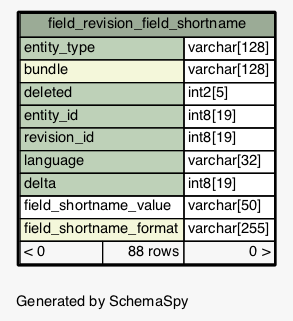 field_revision_field_shortname
entity_type varchar[128]
bundle varchar[128]
deleted int2[5]
entity_id int8[19]
revision_id int8[19]
language varchar[32]
delta int8[19]
field_shortname_value varchar[50]
field_shortname_format varchar[255]
< 0 88 rows 0 >
Generated by SchemaSpy